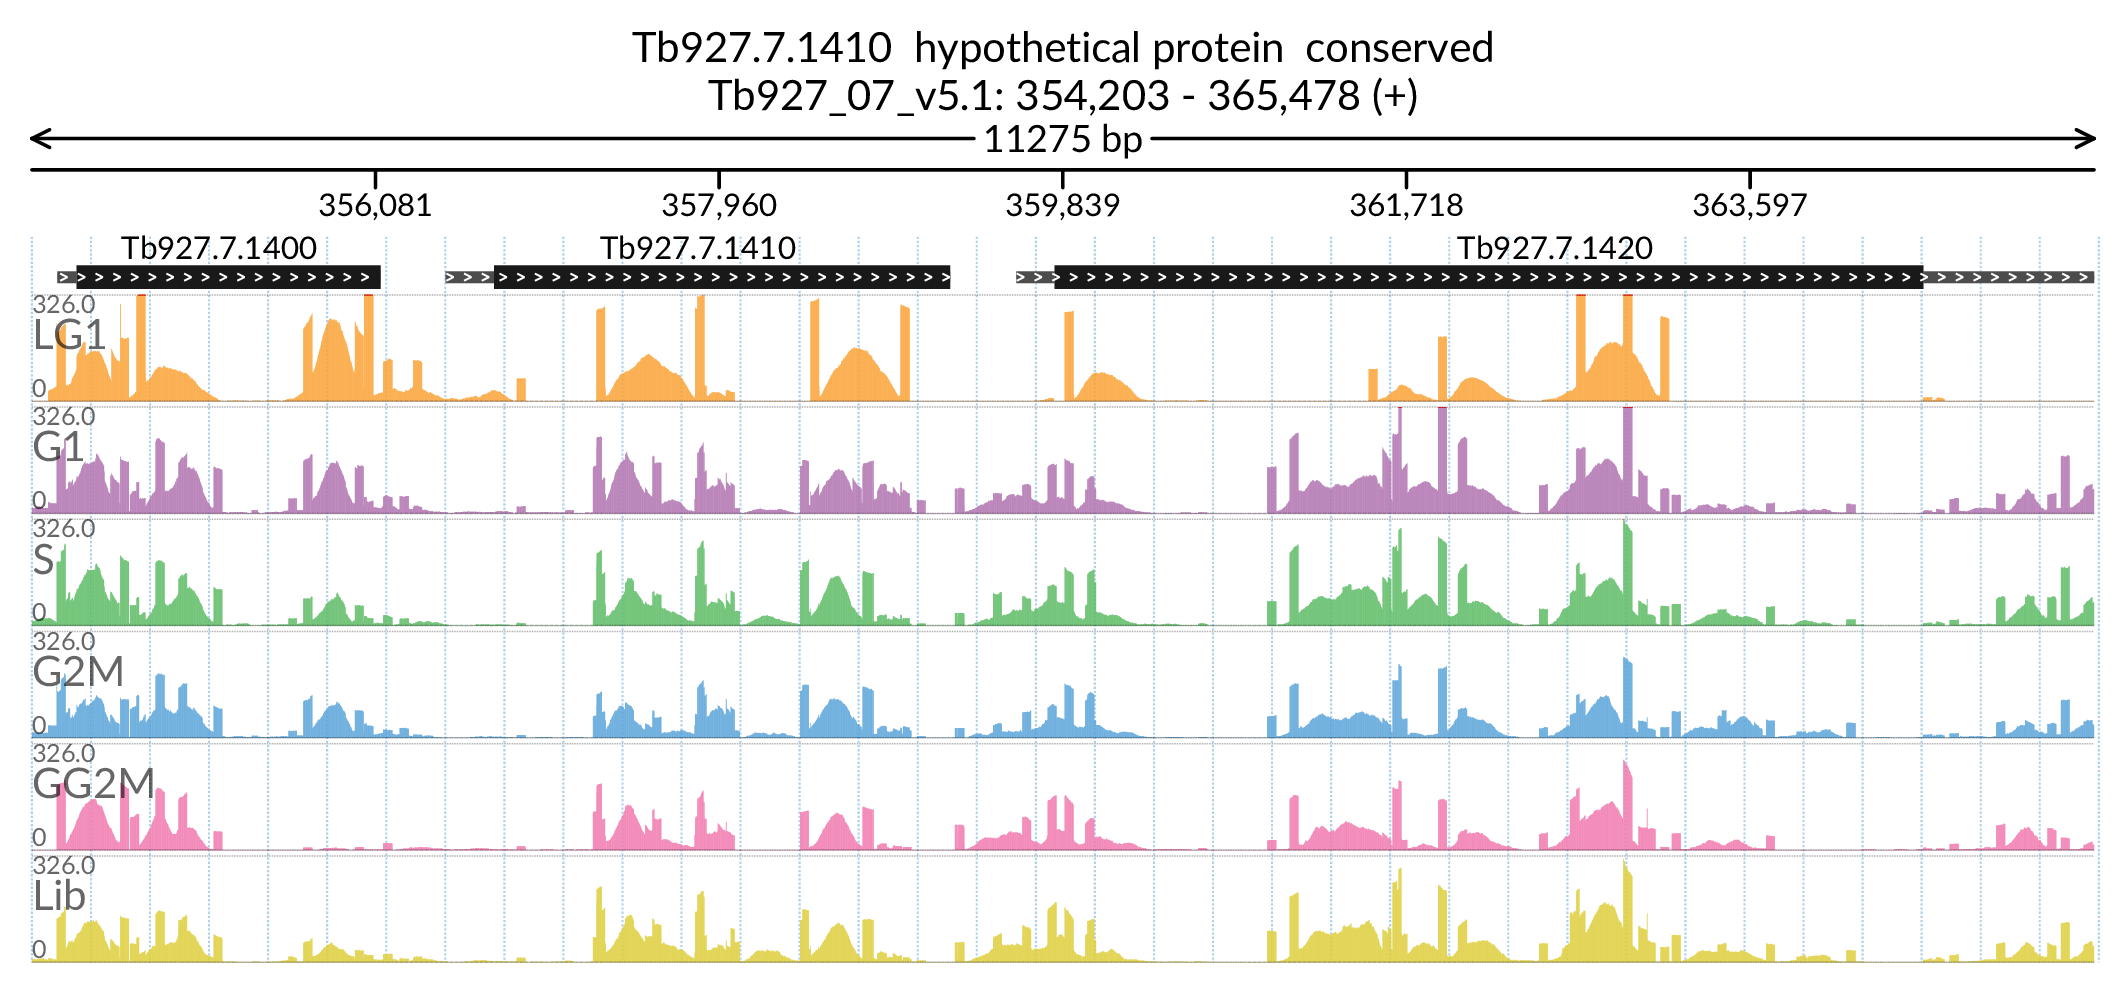 Tb927.7.1410 hypothetical protein conserved
Tb927_07_v5.1: 354,203 - 365,478 (+)
11275 bp
356,081 357,960 359,839 361,718 363,597
Tb927.7.1400 Tb927.7.1410 Tb927.7.1420
326.0
LG1
0
326.0
G1
0
326.0
S
0
326.0
G2M
0
326.0
GG2M
0
326.0
Lib
0